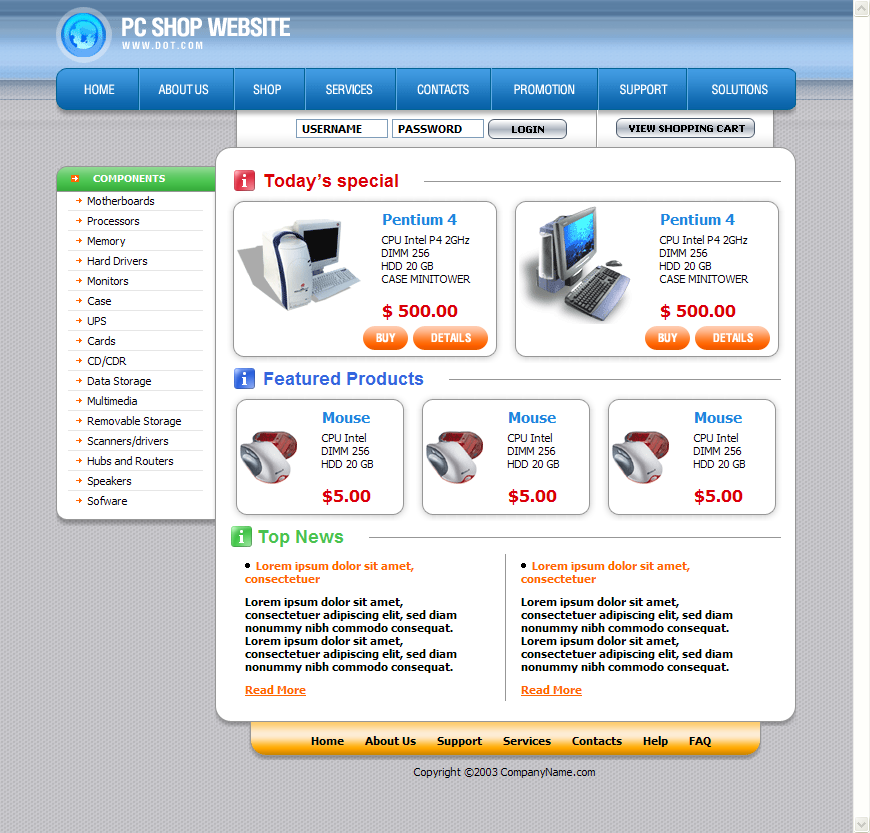 PC SHOP WEBSITE
WWW.DOT.COM
HOME ABOUT US SHOP SERVICES CONTACTS PROMOTION SUPPORT SOLUTIONS
USERNAME PASSWORD LOGIN VIEW SHOPPING CART
COMPONENTS
Motherboards
Processors
Memory
Hard Drivers
Monitors
Case
UPS
Cards
CD/CDR
Data Storage
Multimedia
Removable Storage
Scanners/drivers
Hubs and Routers
Speakers
Sofware
Today's special
Pentium 4
CPU Intel P4 2GHz
DIMM 256
HDD 20 GB
CASE MINITOWER
$ 500.00
BUY DETAILS
Pentium 4
CPU Intel P4 2GHz
DIMM 256
HDD 20 GB
CASE MINITOWER
$ 500.00
BUY DETAILS
Featured Products
Mouse
CPU Intel
DIMM 256
HDD 20 GB
$5.00
Mouse
CPU Intel
DIMM 256
HDD 20 GB
$5.00
Mouse
CPU Intel
DIMM 256
HDD 20 GB
$5.00
Top News
Lorem ipsum dolor sit amet,
consectetuer
Lorem ipsum dolor sit amet,
consectetuer adipiscing elit, sed diam
nonummy nibh commodo consequat.
Lorem ipsum dolor sit amet,
consectetuer adipiscing elit, sed diam
nonummy nibh commodo consequat.
Read More
Lorem ipsum dolor sit amet,
consectetuer
Lorem ipsum dolor sit amet,
consectetuer adipiscing elit, sed diam
nonummy nibh commodo consequat.
Lorem ipsum dolor sit amet,
consectetuer adipiscing elit, sed diam
nonummy nibh commodo consequat.
Read More
Home About Us Support Services Contacts Help FAQ
Copyright ©2003 CompanyName.com